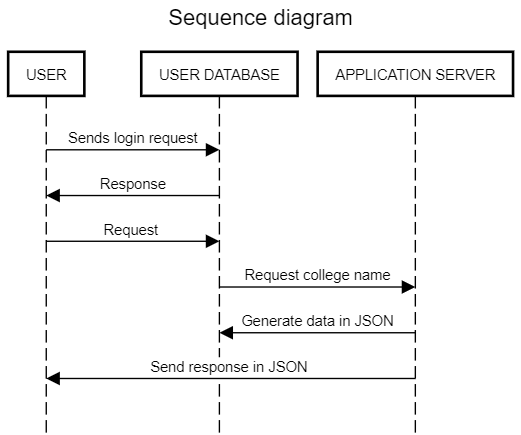 Sequence diagram
USER
USER DATABASE
APPLICATION SERVER
Sends login request
Response
Request
Request college name
Generate data in JSON
Send response in JSON